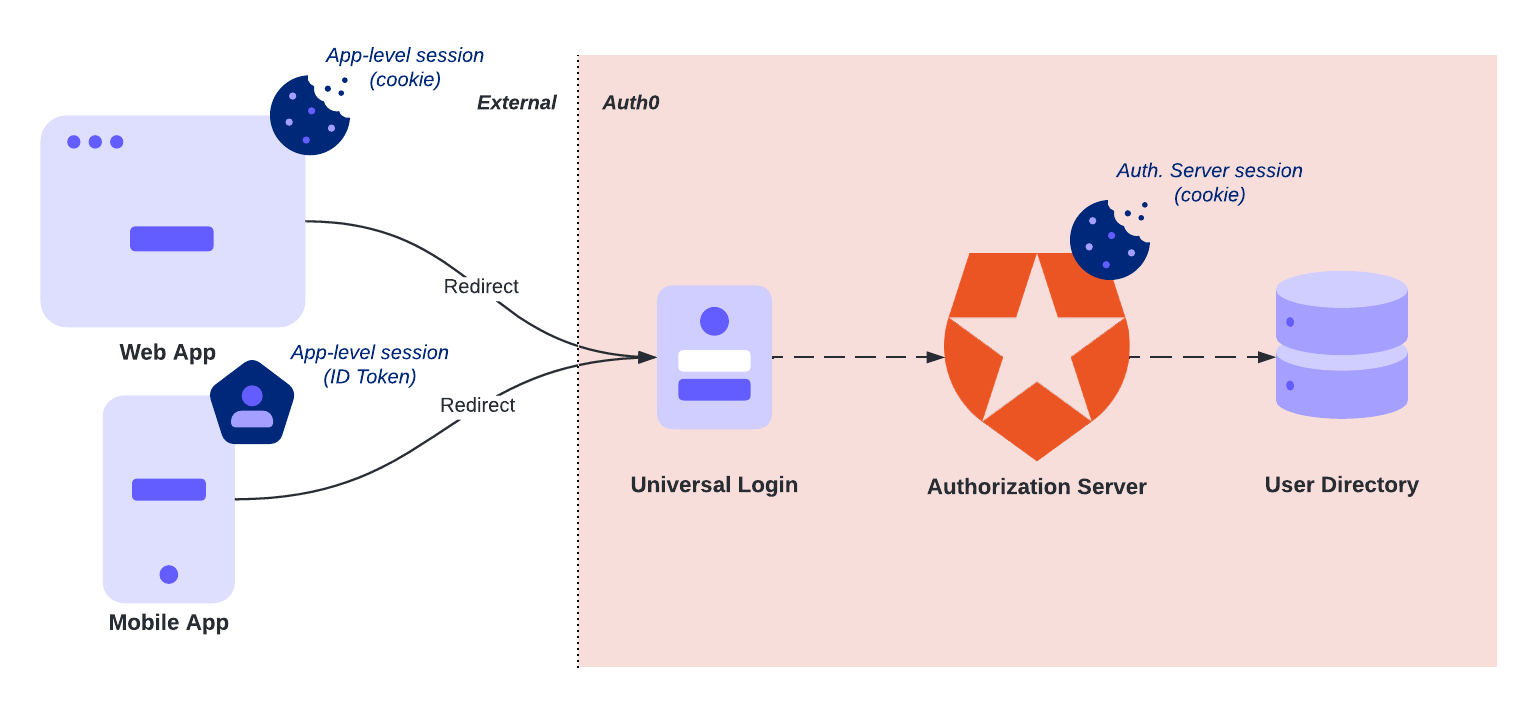 App-level session
(cookie)
External
Auth0
Auth. Server session
(cookie)
Redirect
Web App
App-level session
(ID Token)
Redirect
Universal Login
Authorization Server
User Directory
Mobile App